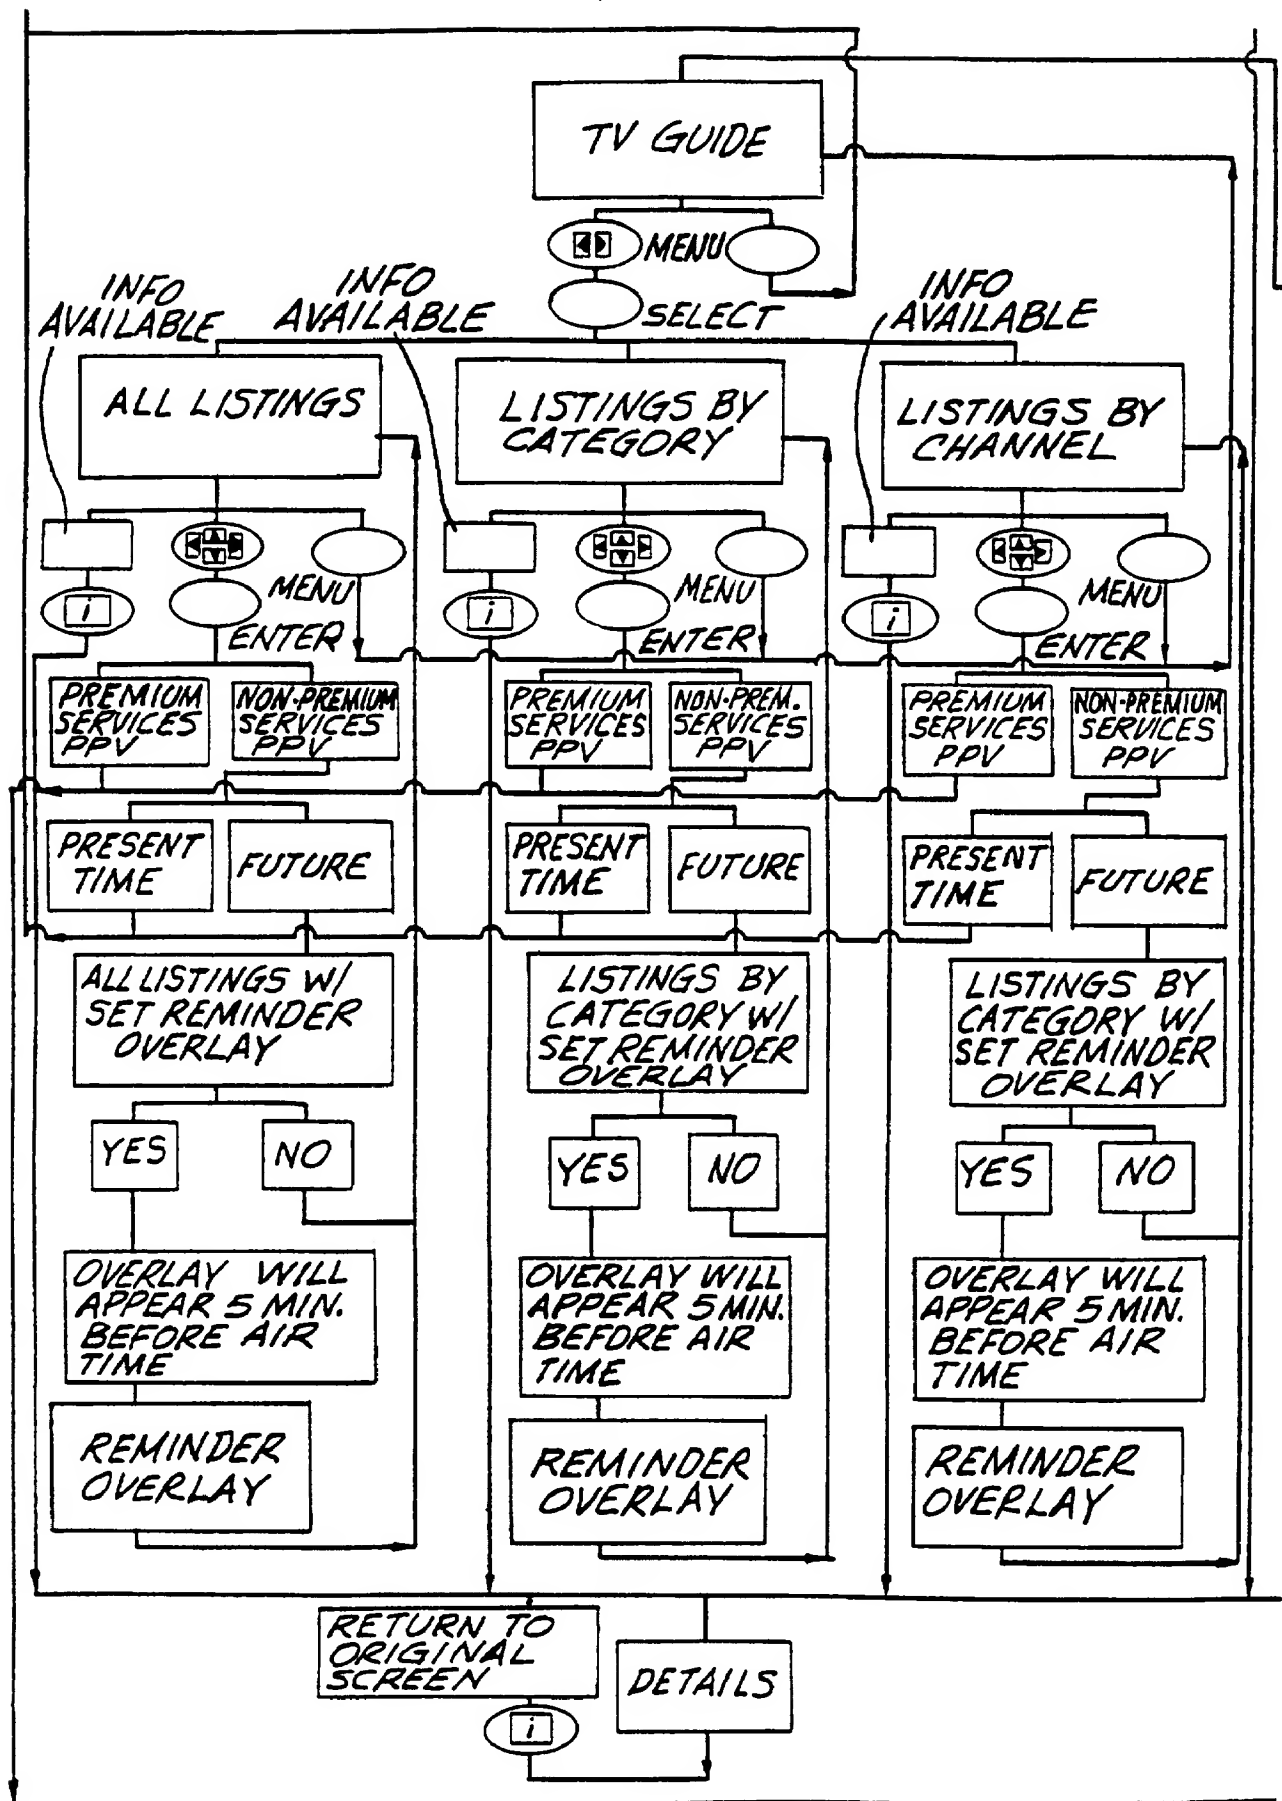 TV GUIDE
MENU
SELECT
INFO
AVAILABLE
INFO
AVAILABLE
INFO
AVAILABLE
ALL LISTINGS
LISTINGS BY
CATEGORY
LISTINGS BY
CHANNEL
i
MENU
ENTER
i
MENU
ENTER
i
MENU
ENTER
PREMIUM
SERVICES
PPV
NON-PREMIUM
SERVICES
PPV
PREMIUM
SERVICES
PPV
NON-PREM.
SERVICES
PPV
PREMIUM
SERVICES
PPV
NON-PREMIUM
SERVICES
PPV
PRESENT
TIME
FUTURE
PRESENT
TIME
FUTURE
PRESENT
TIME
FUTURE
ALL LISTINGS W/
SET REMINDER
OVERLAY
LISTINGS BY
CATEGORY W/
SET REMINDER
OVERLAY
LISTINGS BY
CATEGORY W/
SET REMINDER
OVERLAY
YES
NO
YES
NO
YES
NO
OVERLAY WILL
APPEAR 5 MIN.
BEFORE AIR
TIME
OVERLAY WILL
APPEAR 5 MIN.
BEFORE AIR
TIME
OVERLAY WILL
APPEAR 5 MIN.
BEFORE AIR
TIME
REMINDER
OVERLAY
REMINDER
OVERLAY
REMINDER
OVERLAY
RETURN TO
ORIGINAL
SCREEN
DETAILS
i